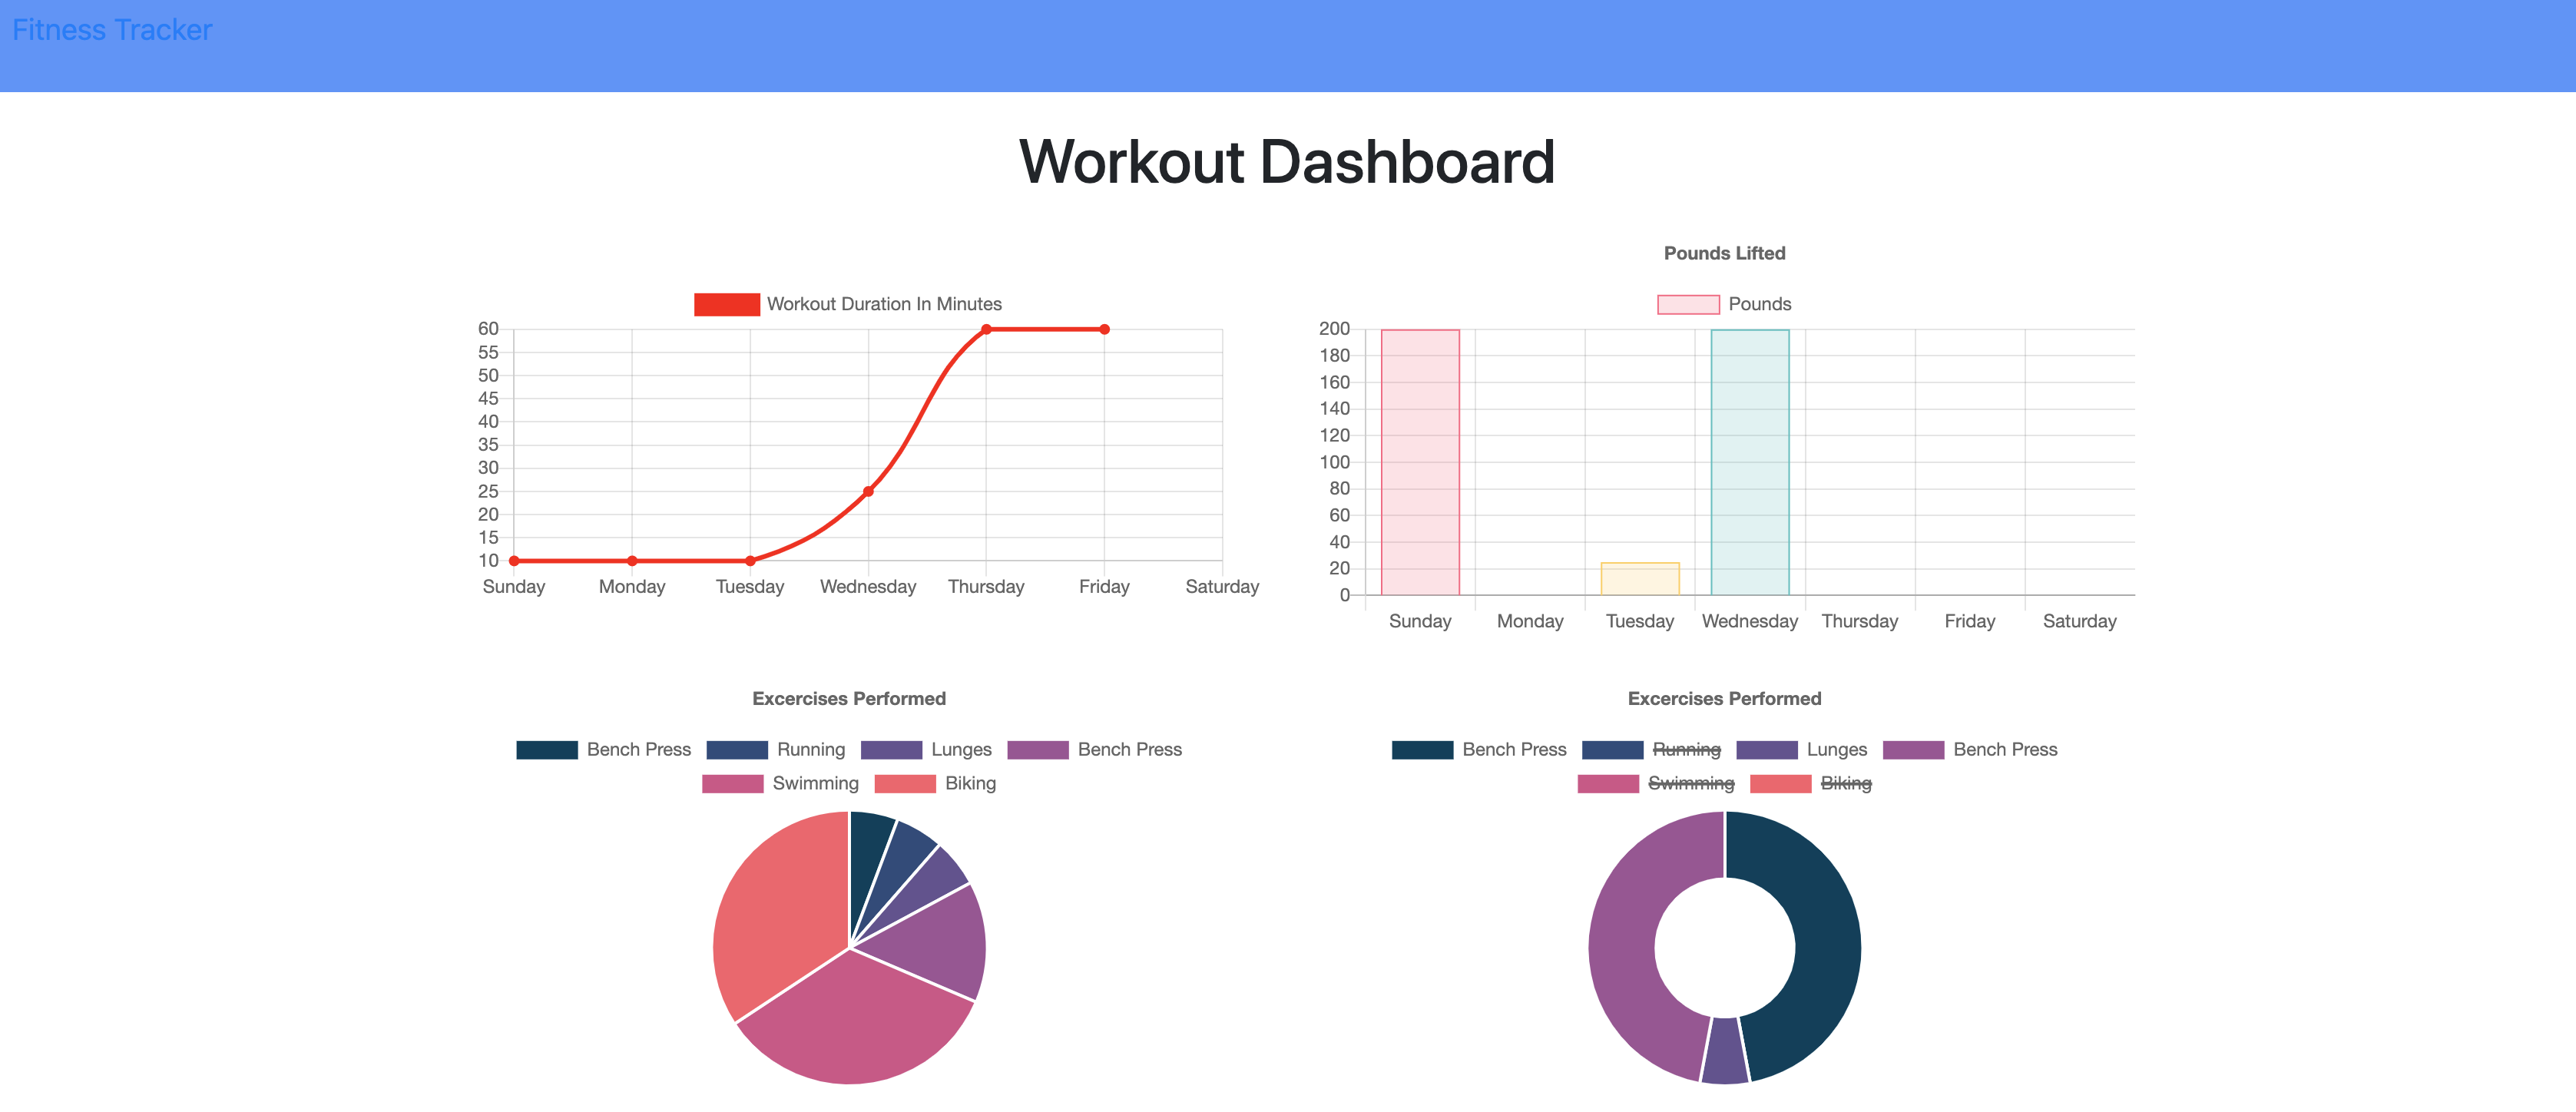 Fitness Tracker
Workout Dashboard
Workout Duration In Minutes
60
55
50
45
40
35
30
25
20
15
10
Sunday Monday Tuesday Wednesday Thursday Friday Saturday
Pounds Lifted
Pounds
200
180
160
140
120
100
80
60
40
20
0
Sunday Monday Tuesday Wednesday Thursday Friday Saturday
Excercises Performed
Bench Press Running Lunges Bench Press
Swimming Biking
Excercises Performed
Bench Press Running Lunges Bench Press
Swimming Biking